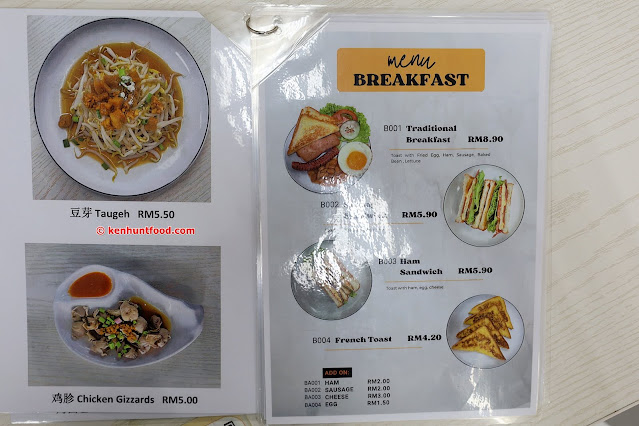 豆芽 Taugeh RM5.50
© kenhuntfood.com
鸡胗 Chicken Gizzards RM5.00
menu
BREAKFAST
B001 Traditional
Breakfast RM8.90
Toast with Fried Egg, Ham, Sausage, Baked
Bean, Lettuce
B002
RM5.90
B003 Ham
Sandwich RM5.90
Toast with ham, egg, cheese
B004 French Toast RM4.20
ADD ON:
BA001 HAM RM2.00
BA002 SAUSAGE RM2.00
BA003 CHEESE RM3.00
BA004 EGG RM1.50